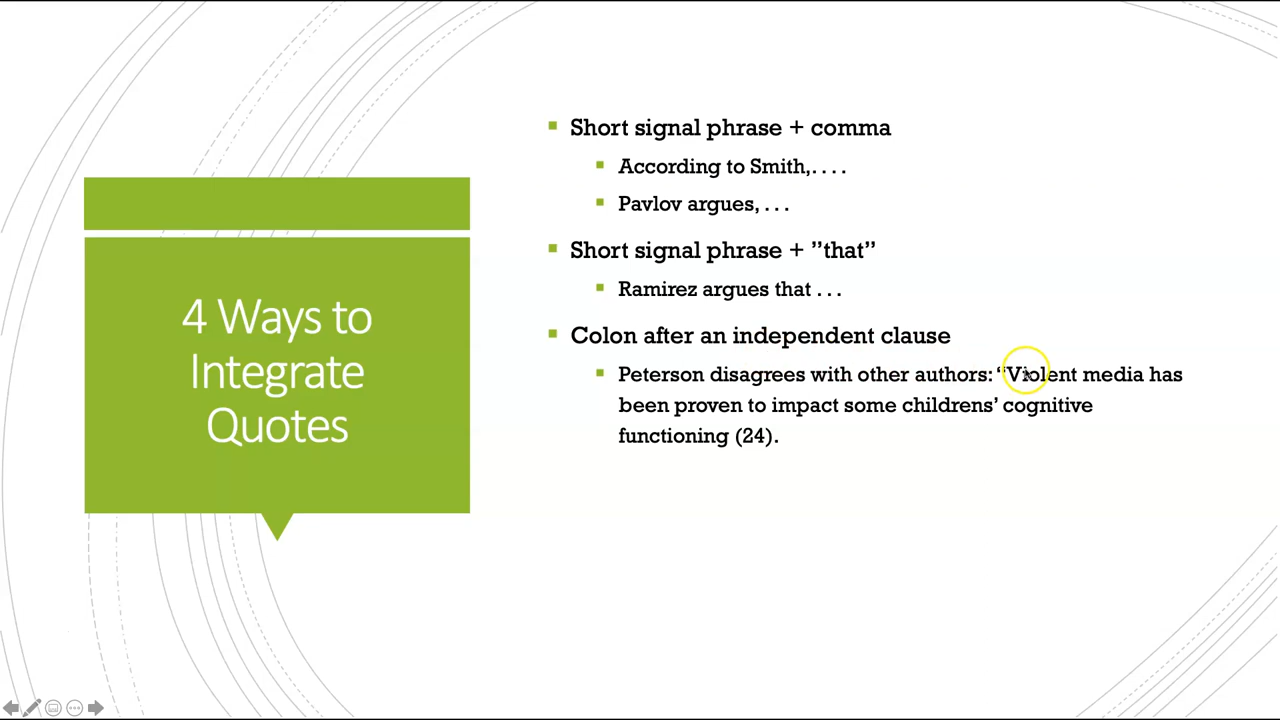 4 Ways to
Integrate
Quotes
Short signal phrase + comma
According to Smith,. . . .
Pavlov argues, . . .
Short signal phrase + ”that”
Ramirez argues that . . .
Colon after an independent clause
Peterson disagrees with other authors: “Violent media has
been proven to impact some childrens’ cognitive
functioning (24).